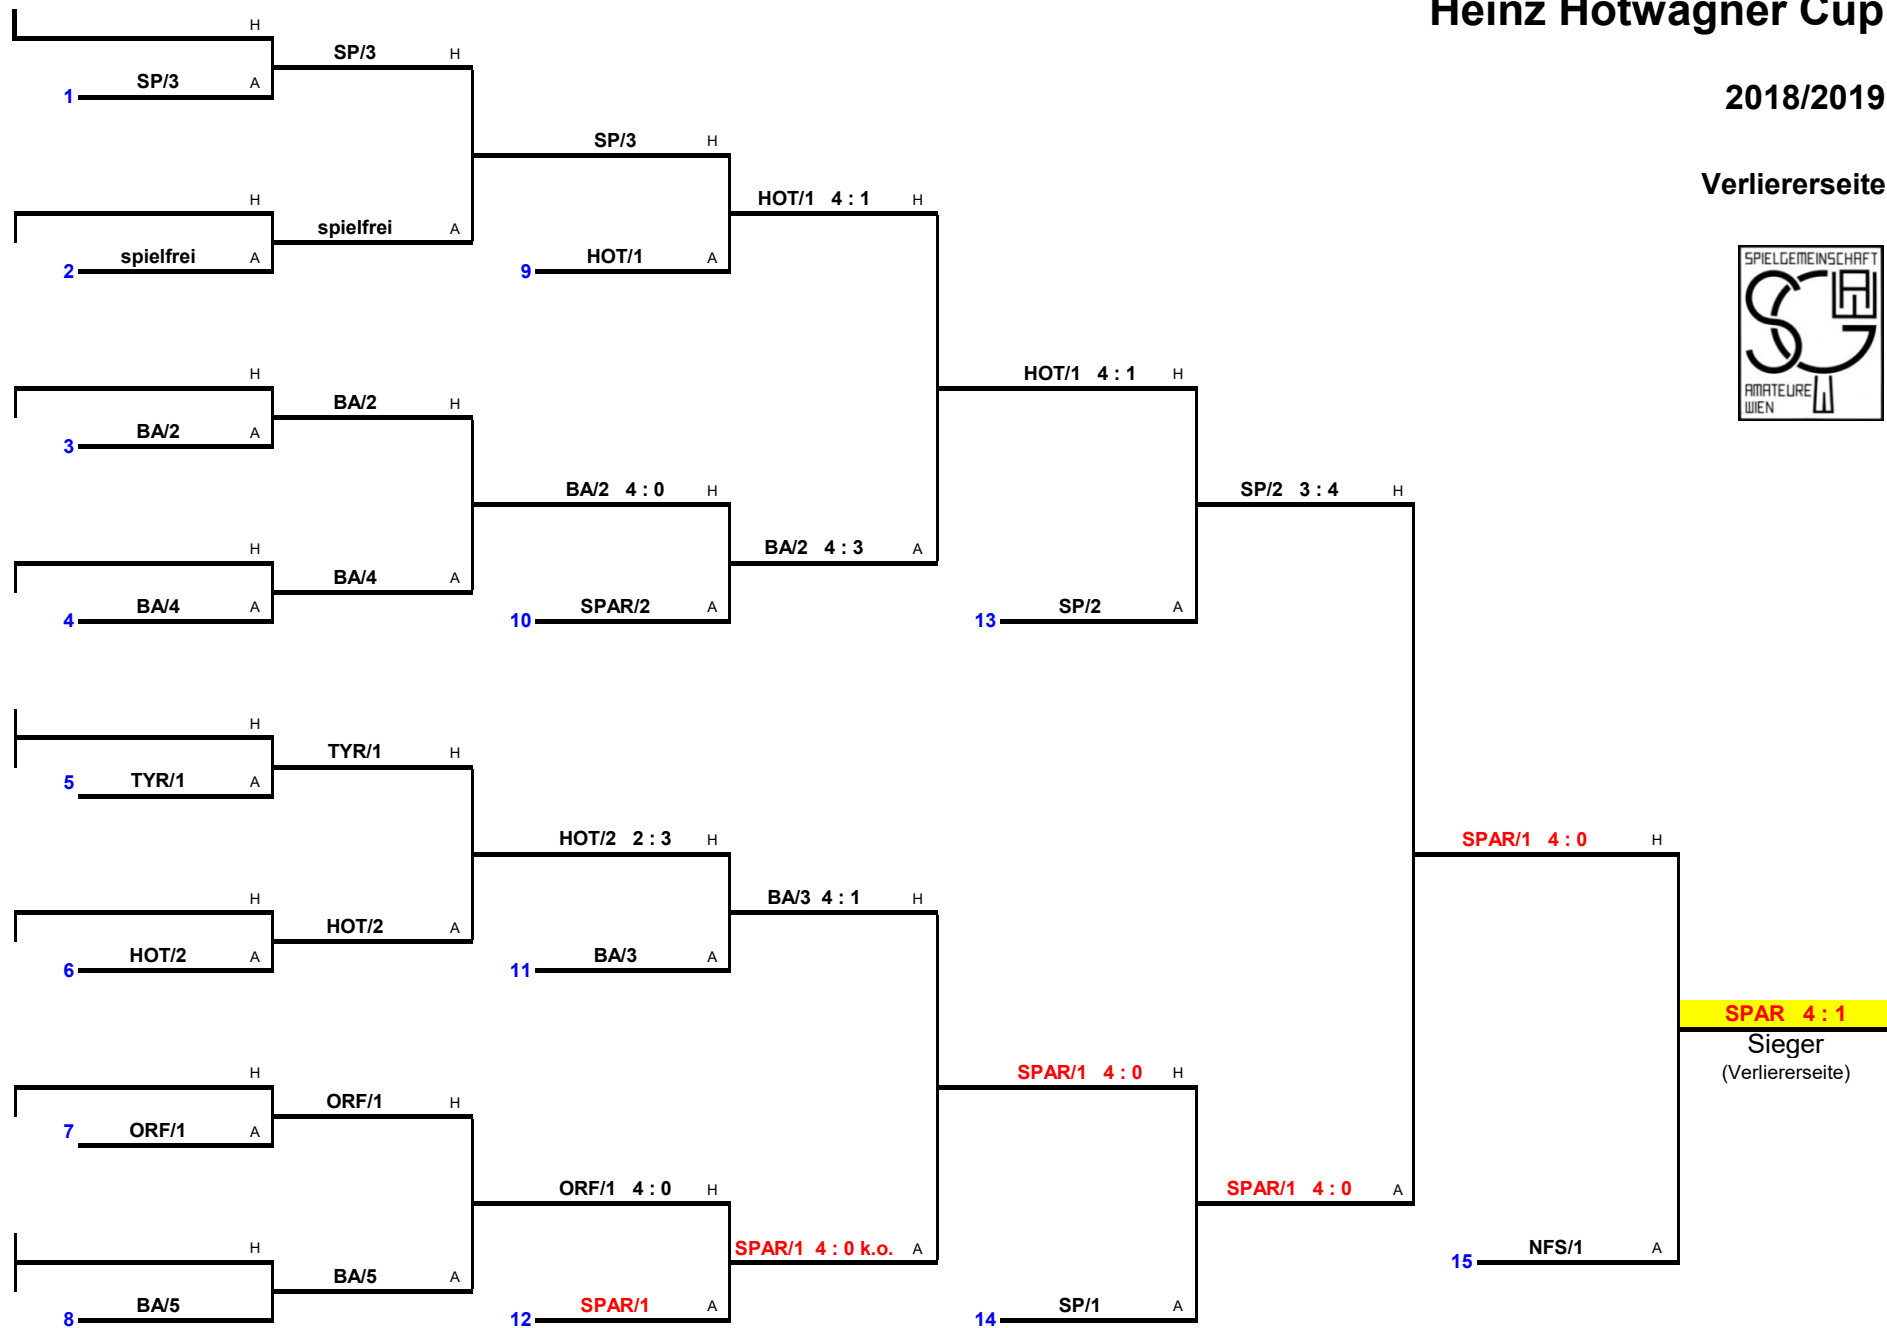 Heinz Hotwagner Cup
2018/2019
Verliererseite
SPIELGEMEINSCHAFT
SG
AMATEURE
WIEN
H
1 SP/3 A
H
2 spielfrei A
H
3 BA/2 A
H
4 BA/4 A
H
5 TYR/1 A
H
6 HOT/2 A
H
7 ORF/1 A
H
8 BA/5
SP/3 H
spielfrei A
BA/2 H
BA/4 A
TYR/1 H
HOT/2 A
ORF/1 H
BA/5 A
SP/3 H
9 HOT/1 A
BA/2 4 : 0 H
10 SPAR/2 A
HOT/2 2 : 3 H
11 BA/3 A
ORF/1 4 : 0 H
12 SPAR/1 A
HOT/1 4 : 1 H
BA/2 4 : 3 A
BA/3 4 : 1 H
SPAR/1 4 : 0 k.o. A
HOT/1 4 : 1 H
13 SP/2 A
SPAR/1 4 : 0 H
14 SP/1 A
SP/2 3 : 4 H
SPAR/1 4 : 0 A
SPAR/1 4 : 0 H
15 NFS/1 A
SPAR 4 : 1
Sieger
(Verliererseite)